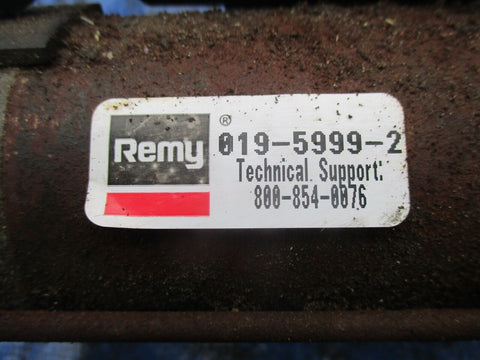 Remy®
019-5999-2
Technical Support:
800-854-0076